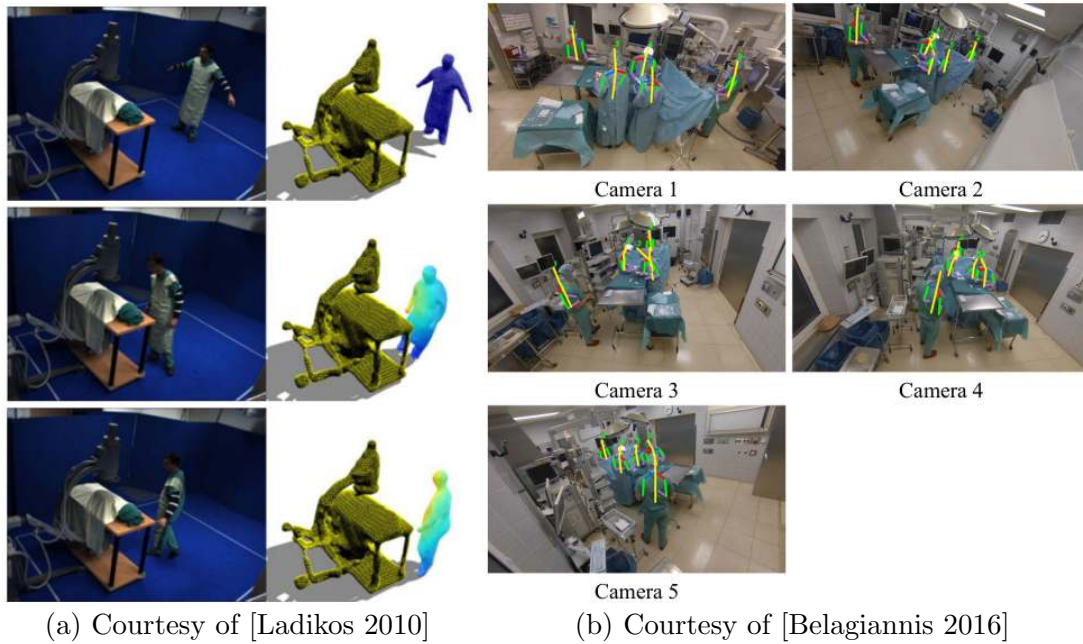 Camera 1
Camera 2
Camera 3
Camera 4
Camera 5
(a) Courtesy of [Ladikos 2010]
(b) Courtesy of [Belagiannis 2016]